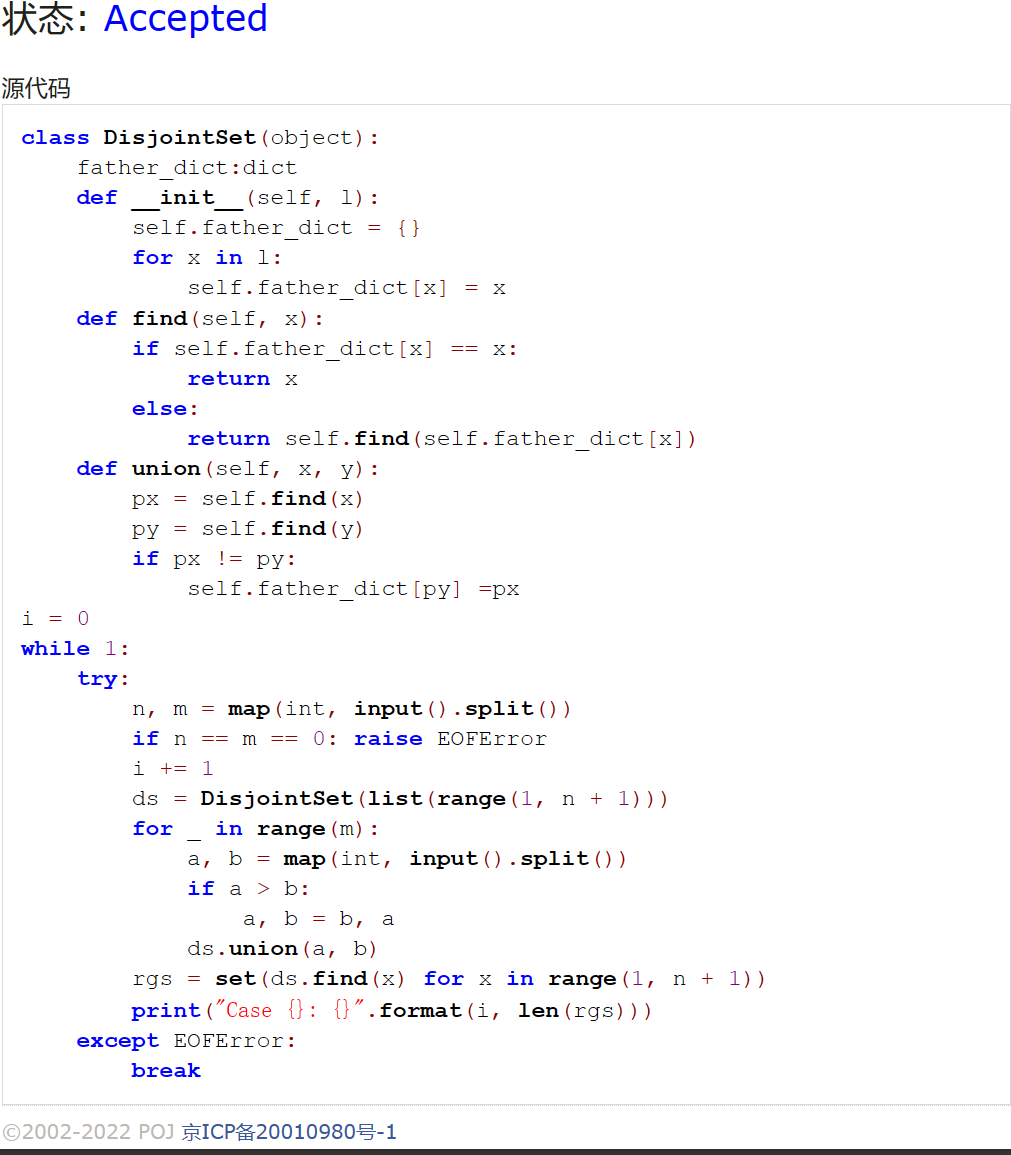 状态: Accepted
源代码
class DisjointSet(object):
    father_dict:dict
    def __init__(self, l):
        self.father_dict = {}
        for x in l:
            self.father_dict[x] = x
    def find(self, x):
        if self.father_dict[x] == x:
            return x
        else:
            return self.find(self.father_dict[x])
    def union(self, x, y):
        px = self.find(x)
        py = self.find(y)
        if px != py:
            self.father_dict[py] =px
i = 0
while 1:
    try:
        n, m = map(int, input().split())
        if n == m == 0: raise EOFError
        i += 1
        ds = DisjointSet(list(range(1, n + 1)))
        for _ in range(m):
            a, b = map(int, input().split())
            if a > b:
                a, b = b, a
            ds.union(a, b)
        rgs = set(ds.find(x) for x in range(1, n + 1))
        print("Case {}: {}".format(i, len(rgs)))
    except EOFError:
        break
©2002-2022 POJ 京ICP备20010980号-1